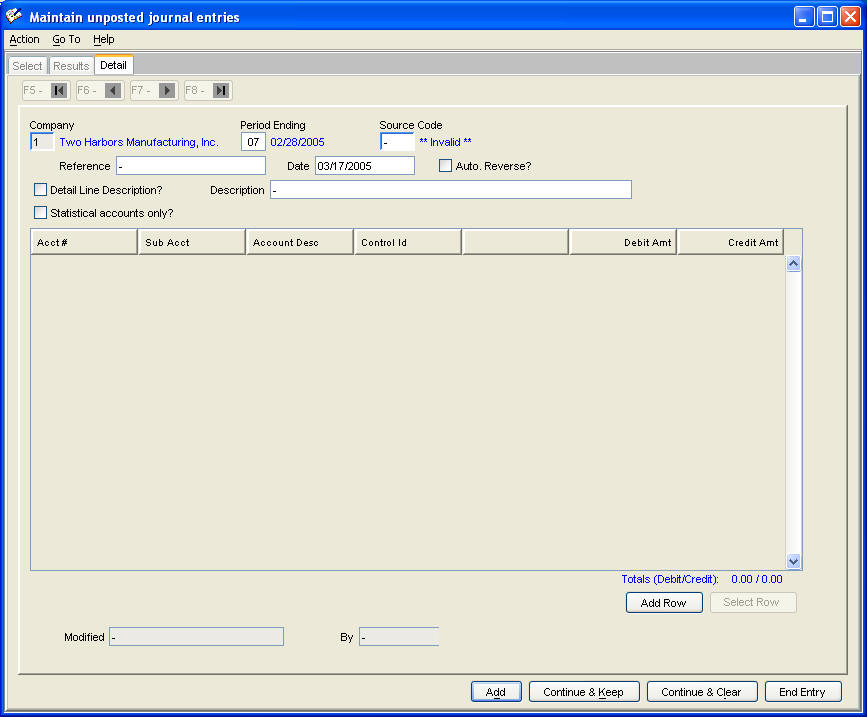 Maintain unposted journal entries
Action Go To Help
Select Results Detail
F5 - F6 - F7 - F8 -
Company Period Ending Source Code
1 Two Harbors Manufacturing, Inc. 07 02/28/2005 - ** Invalid **
Reference - Date 03/17/2005 Auto. Reverse?
Detail Line Description? Description -
Statistical accounts only?
Acct # Sub Acct Account Desc Control Id Debit Amt Credit Amt
Totals (Debit/Credit): 0.00 / 0.00
Add Row Select Row
Modified - By -
Add Continue & Keep Continue & Clear End Entry